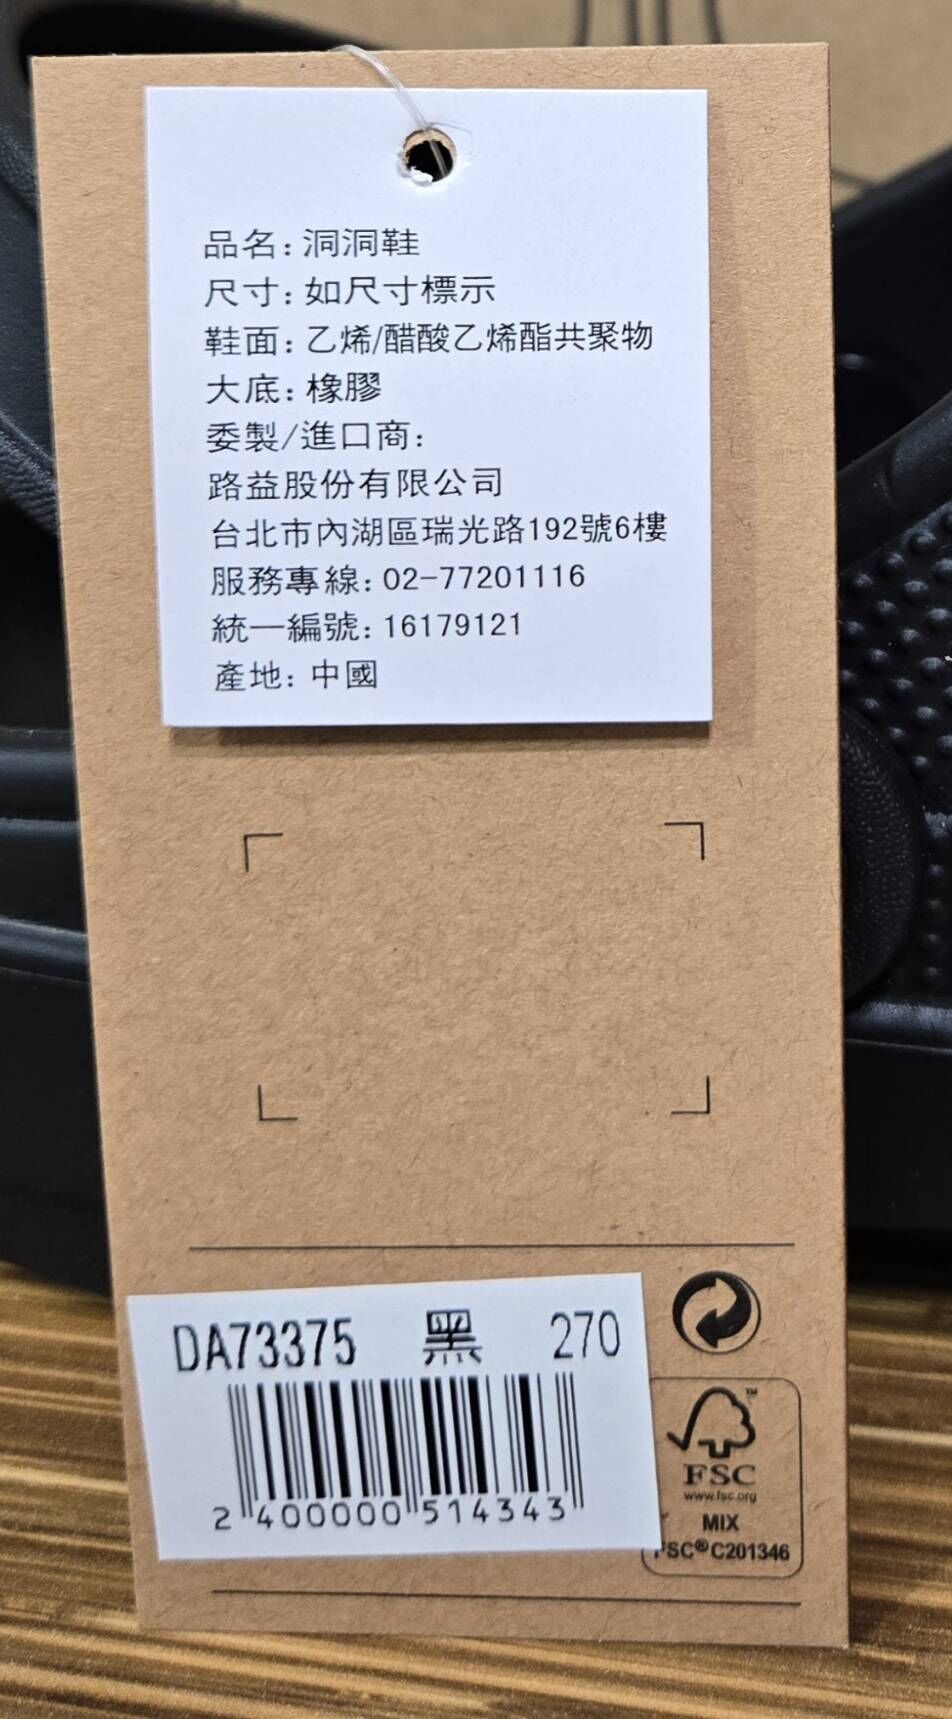 品名: 洞洞鞋
尺寸: 如尺寸標示
鞋面: 乙烯/醋酸乙烯酯共聚物
大底: 橡膠
委製/進口商:
路益股份有限公司
台北市內湖區瑞光路192號6樓
服務專線: 02-77201116
統一編號: 16179121
產地: 中國
DA73375 黑 270
2 400000 514343
FSC
www.fsc.org
MIX
FSC® C201346